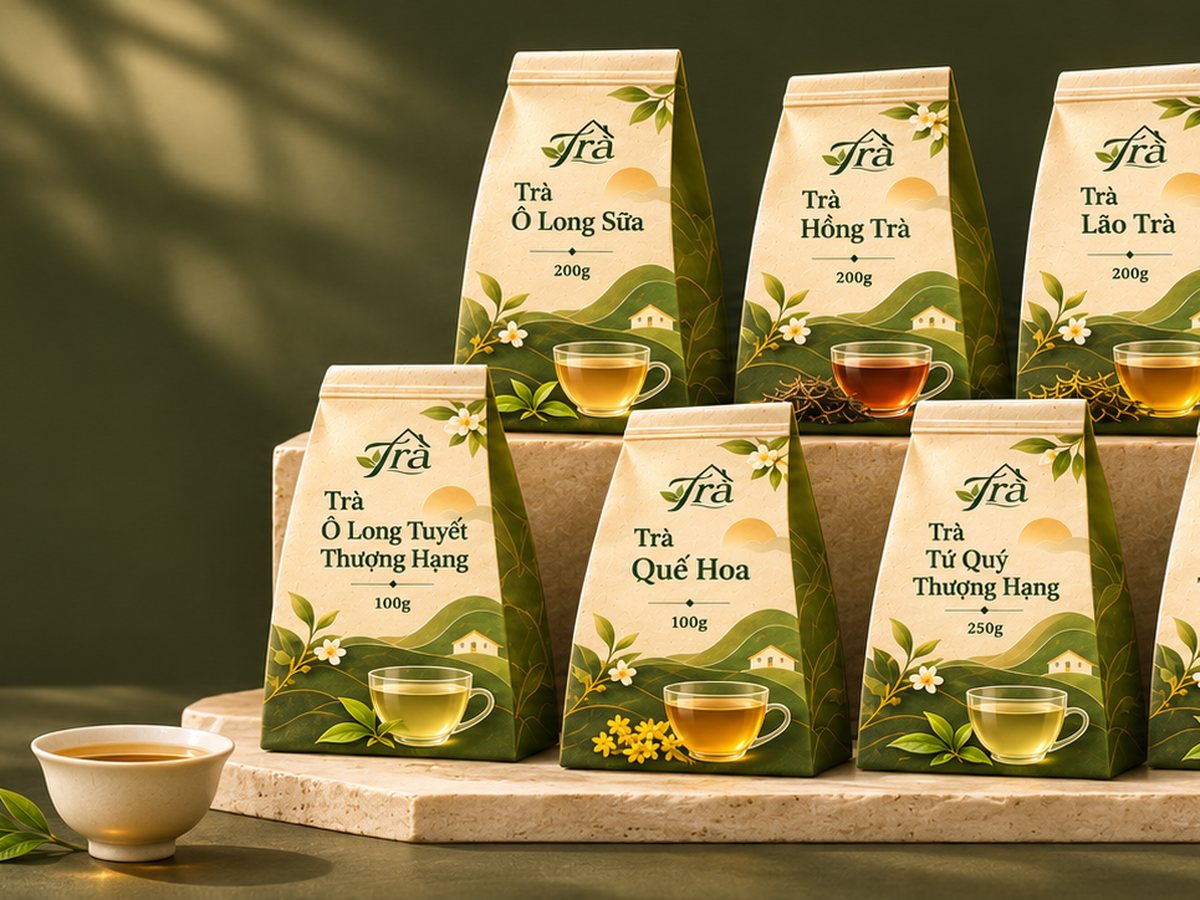 Trà
Trà
Ô Long Sữa
200g
Trà
Trà
Hồng Trà
200g
Trà
Trà
Lão Trà
200g
Trà
Trà
Ô Long Tuyết
Thượng Hạng
100g
Trà
Trà
Quế Hoa
100g
Trà
Trà
Tứ Quý
Thượng Hạng
250g